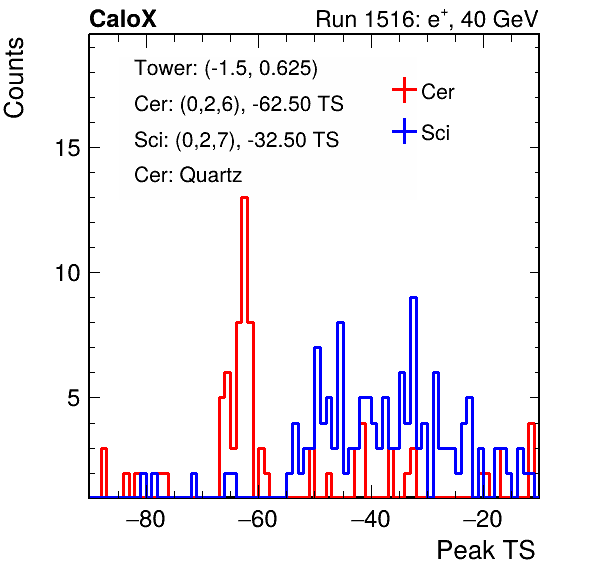 CaloX Run 1516: e⁺, 40 GeV
Counts
Tower: (-1.5, 0.625)
Cer: (0,2,6), -62.50 TS
Sci: (0,2,7), -32.50 TS
Cer: Quartz
Cer
Sci
15
10
5
−80 −60 −40 −20
Peak TS